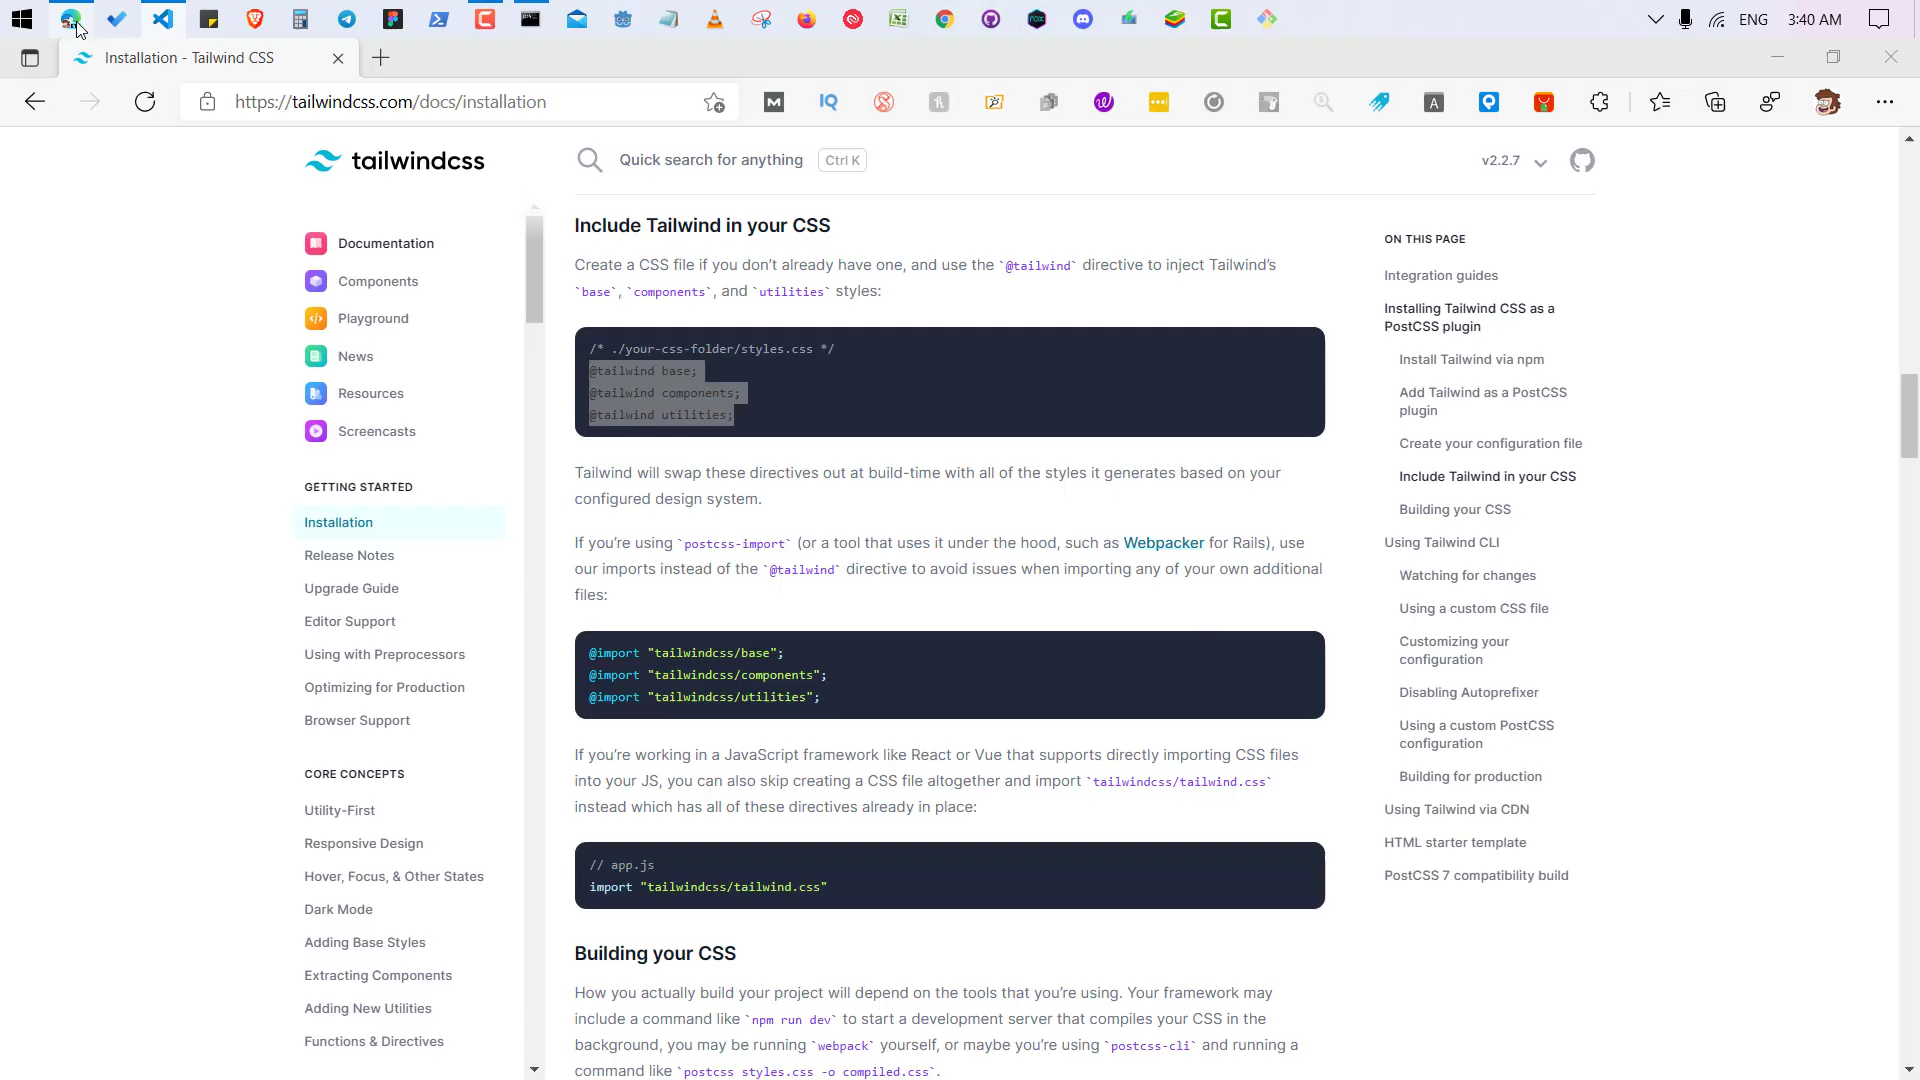 ENG
3:40 AM
Installation - Tailwind CSS
https://tailwindcss.com/docs/installation
tailwindcss
Quick search for anything
Ctrl K
v2.2.7
Documentation
Components
Playground
News
Resources
Screencasts
GETTING STARTED
Installation
Release Notes
Upgrade Guide
Editor Support
Using with Preprocessors
Optimizing for Production
Browser Support
CORE CONCEPTS
Utility-First
Responsive Design
Hover, Focus, & Other States
Dark Mode
Adding Base Styles
Extracting Components
Adding New Utilities
Functions & Directives
Include Tailwind in your CSS
Create a CSS file if you don’t already have one, and use the `@tailwind` directive to inject Tailwind’s
`base`, `components`, and `utilities` styles:
/* ./your-css-folder/styles.css */
@tailwind base;
@tailwind components;
@tailwind utilities;
Tailwind will swap these directives out at build-time with all of the styles it generates based on your
configured design system.
If you’re using `postcss-import` (or a tool that uses it under the hood, such as Webpacker for Rails), use
our imports instead of the `@tailwind` directive to avoid issues when importing any of your own additional
files:
@import "tailwindcss/base";
@import "tailwindcss/components";
@import "tailwindcss/utilities";
If you’re working in a JavaScript framework like React or Vue that supports directly importing CSS files
into your JS, you can also skip creating a CSS file altogether and import `tailwindcss/tailwind.css`
instead which has all of these directives already in place:
// app.js
import "tailwindcss/tailwind.css"
Building your CSS
How you actually build your project will depend on the tools that you’re using. Your framework may
include a command like `npm run dev` to start a development server that compiles your CSS in the
background, you may be running `webpack` yourself, or maybe you’re using `postcss-cli` and running a
command like `postcss styles.css -o compiled.css`.
ON THIS PAGE
Integration guides
Installing Tailwind CSS as a
PostCSS plugin
Install Tailwind via npm
Add Tailwind as a PostCSS
plugin
Create your configuration file
Include Tailwind in your CSS
Building your CSS
Using Tailwind CLI
Watching for changes
Using a custom CSS file
Customizing your
configuration
Disabling Autoprefixer
Using a custom PostCSS
configuration
Building for production
Using Tailwind via CDN
HTML starter template
PostCSS 7 compatibility build